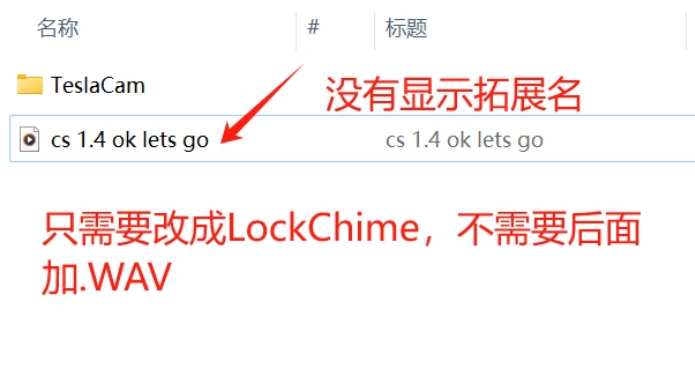 名称 # 标题
TeslaCam
没有显示拓展名
cs 1.4 ok lets go cs 1.4 ok lets go
只需要改成LockChime，不需要后面
加.WAV